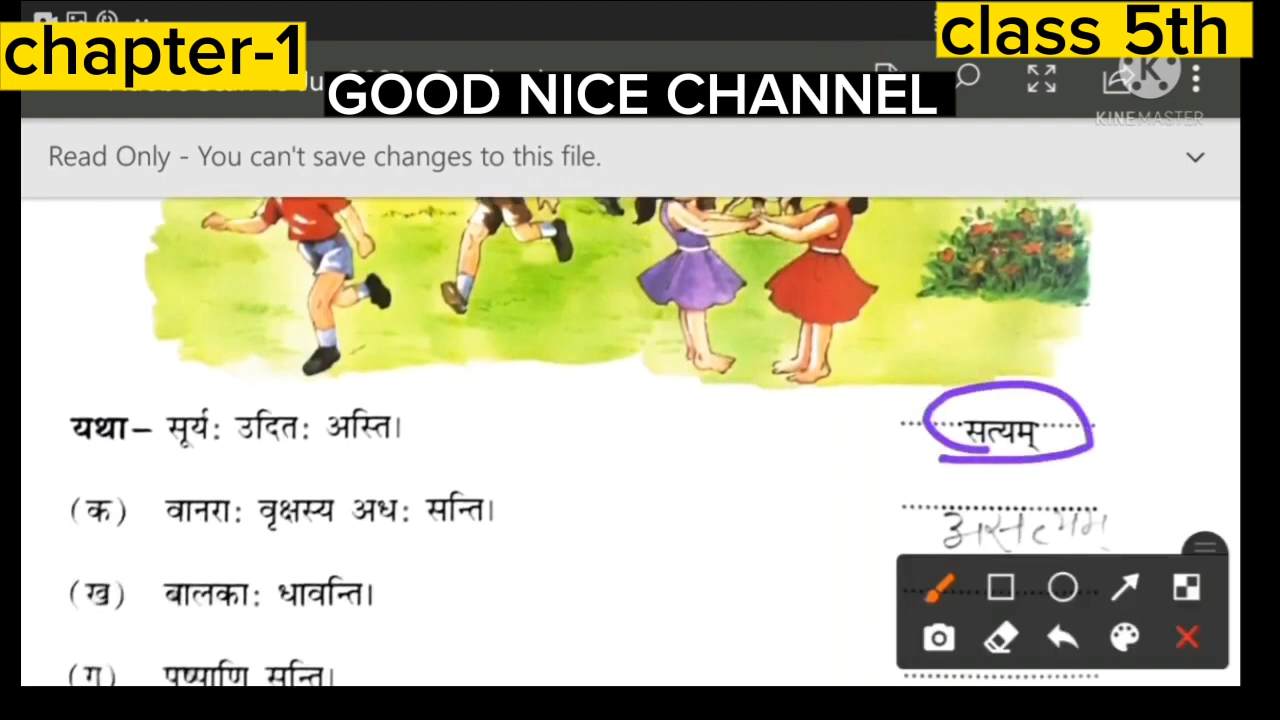 chapter-1
class 5th
GOOD NICE CHANNEL
K
KINEMASTER
Read Only - You can't save changes to this file.
यथा– सूर्य: उदित: अस्ति।
सत्यम्
(क) वानरा: वृक्षस्य अध: सन्ति।
असत्यम्
(ख) बालका: धावन्ति।
(ग) पुष्पाणि सन्ति।